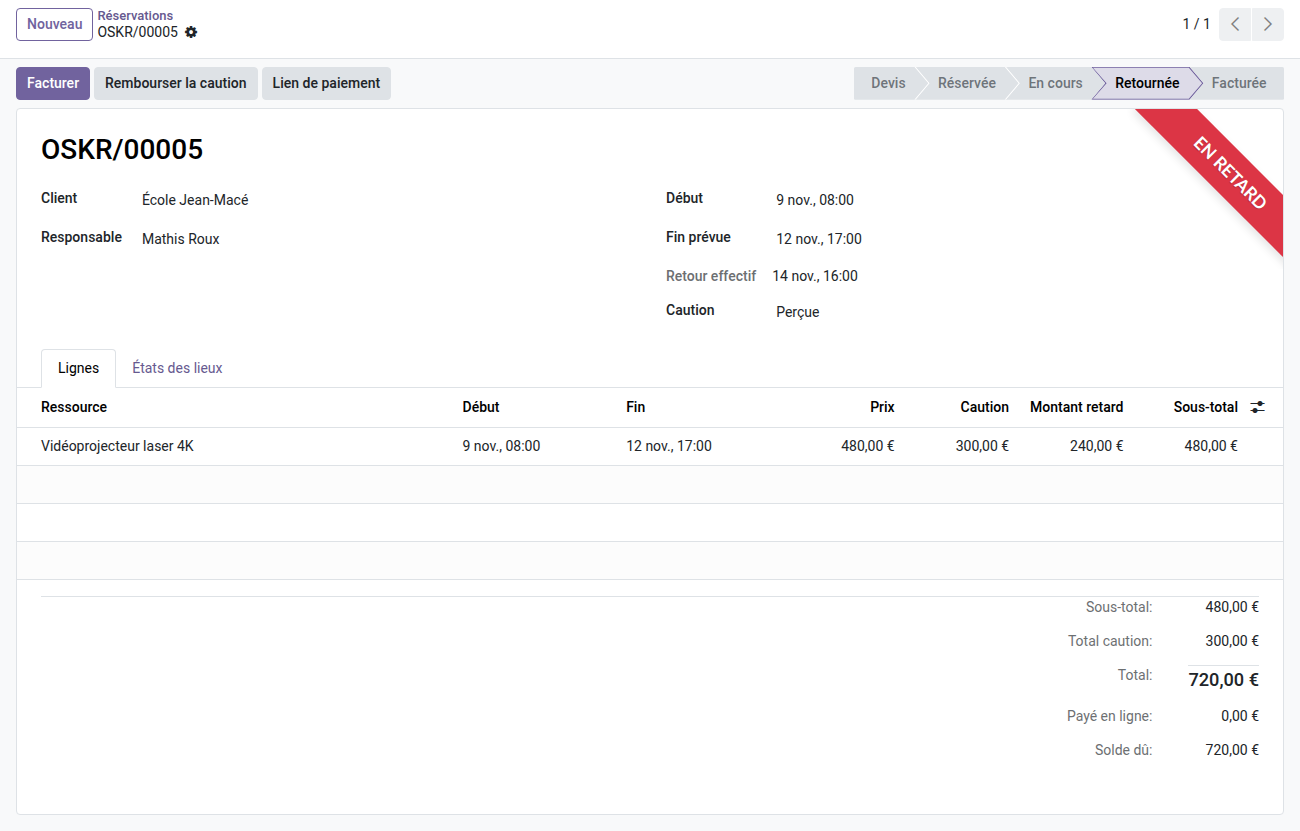 Nouveau
Réservations
OSKR/00005
1 / 1
Facturer
Rembourser la caution
Lien de paiement
Devis
Réservée
En cours
Retournée
Facturée
EN RETARD
OSKR/00005
Client École Jean-Macé
Responsable Mathis Roux
Début 9 nov., 08:00
Fin prévue 12 nov., 17:00
Retour effectif 14 nov., 16:00
Caution Perçue
Lignes États des lieux
Ressource Début Fin Prix Caution Montant retard Sous-total
Vidéoprojecteur laser 4K 9 nov., 08:00 12 nov., 17:00 480,00 € 300,00 € 240,00 € 480,00 €
Sous-total: 480,00 €
Total caution: 300,00 €
Total: 720,00 €
Payé en ligne: 0,00 €
Solde dû: 720,00 €